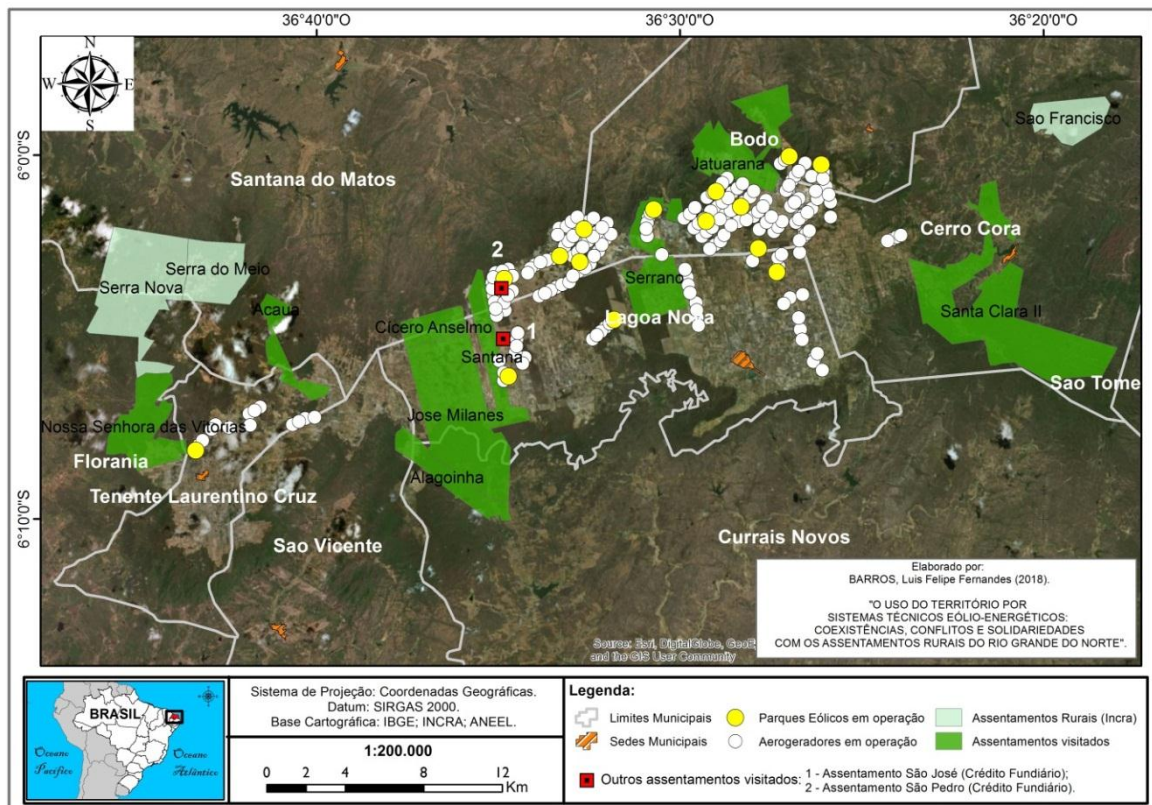 36°40'0"O
36°30'0"O
36°20'0"O
N
W
E
S
6°0'0"S
6°10'0"S
Sao Francisco
Bodo
Jatuarana
Santana do Matos
Cerro Cora
2
Serra do Meio
Serra Nova
Serrano
Acaua
Cícero Anselmo
1
Lagoa Nova
Santa Clara II
Santana
Sao Tome
Jose Milanes
Nossa Senhora das Vitorias
Florania
Alagoinha
Tenente Laurentino Cruz
Sao Vicente
Currais Novos
Elaborado por:
BARROS, Luis Felipe Fernandes (2018).
"O USO DO TERRITÓRIO POR
SISTEMAS TÉCNICOS EÓLIO-ENERGÉTICOS:
COEXISTÊNCIAS, CONFLITOS E SOLIDARIEDADES
COM OS ASSENTAMENTOS RURAIS DO RIO GRANDE DO NORTE".
Source: Esri, DigitalGlobe,
and the GIS User Community
BRASIL
Oceano
Pacífico
Oceano
Atlântico
Sistema de Projeção: Coordenadas Geográficas.
Datum: SIRGAS 2000.
Base Cartográfica: IBGE; INCRA; ANEEL.
1:200.000
0 2 4 8 12
Km
Legenda:
Limites Municipais
Parques Eólicos em operação
Assentamentos Rurais (Incra)
Sedes Municipais
Aerogeradores em operação
Assentamentos visitados
Outros assentamentos visitados: 1 - Assentamento São José (Crédito Fundiário);
2 - Assentamento São Pedro (Crédito Fundiário).